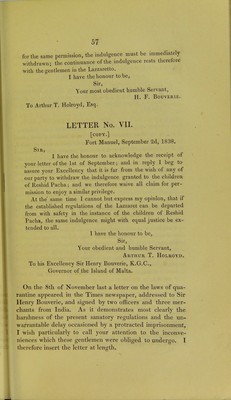 57
for the same permission, the indulgence must be immediately
withdrawn; the continuance of the indulgence rests therefore
with the gentlemen in the Lazzaretto.
I have the honour to be,
Sir,
Your most obedient humble Servant,
H. F. Bouverie.
To Arthur T. Holroyd, Esq.
LETTER No. VII.
[copy.]
Fort Manuel, September 2d, 1838.
Sir,
I have the honour to acknowledge the receipt of
your letter of the 1st of September; and in reply I beg to
assure your Excellency that it is far from the wish of any of
our party to withdraw the indulgence granted to the children
of Rashid Pacha; and we therefore waive all claim for per-
mission to enjoy a similar privilege.
At the same time I cannot but express my opinion, that if
the established regulations of the Lazaret can be departed
from with safety in the instance of the children of Rashid
Pacha, the same indulgence might with equal justice be ex-
tended to all.
I have the honour to be,
Sir,
Your obedient and humble Servant,
Arthur T. Holroyd.
To his Excellency Sir Henry Bouverie, K.G.C.,
Governor of the Island of Malta.
On the 8th of November last a letter on the laws of qua-
rantine appeared in the Times newspaper, addressed to Sir
Henry Bouverie, and signed by two officers and three mer-
chants from India. As it demonstrates most clearly the
harshness of the present sanatory regulations and the un-
warrantable delay occasioned by a protracted imprisonment,
I wish particularly to call your attention to the inconve-
niences which these gentlemen were obliged to undergo. I
therefore insert the letter at length.